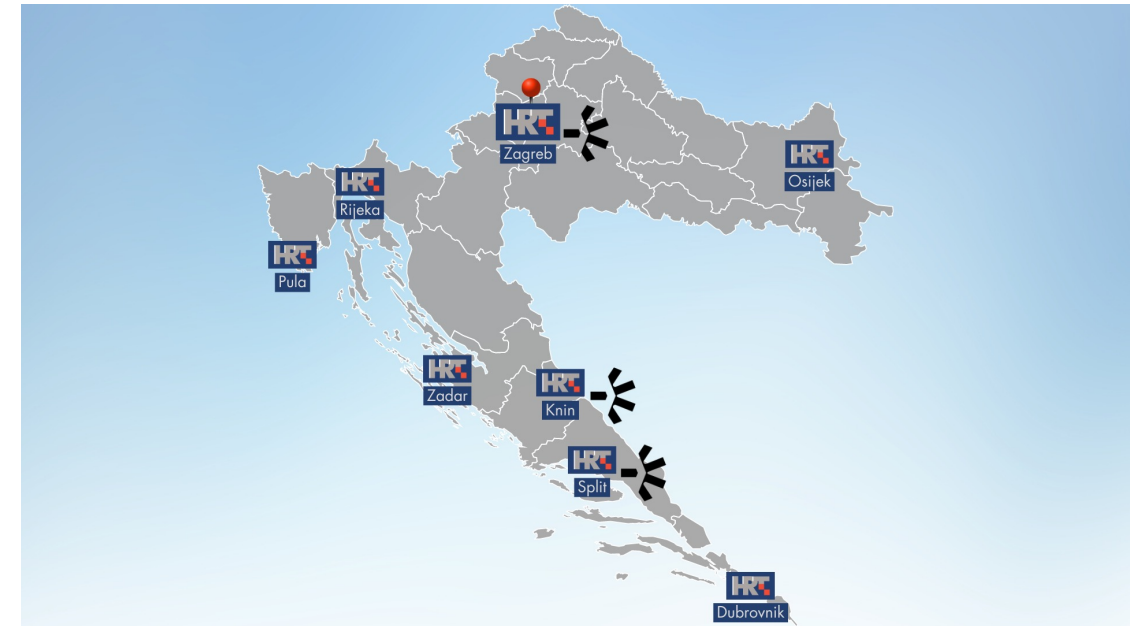 HRT
Zagreb
HRT
Osijek
HRT
Rijeka
HRT
Pula
HRT
Zadar
HRT
Knin
HRT
Split
HRT
Dubrovnik